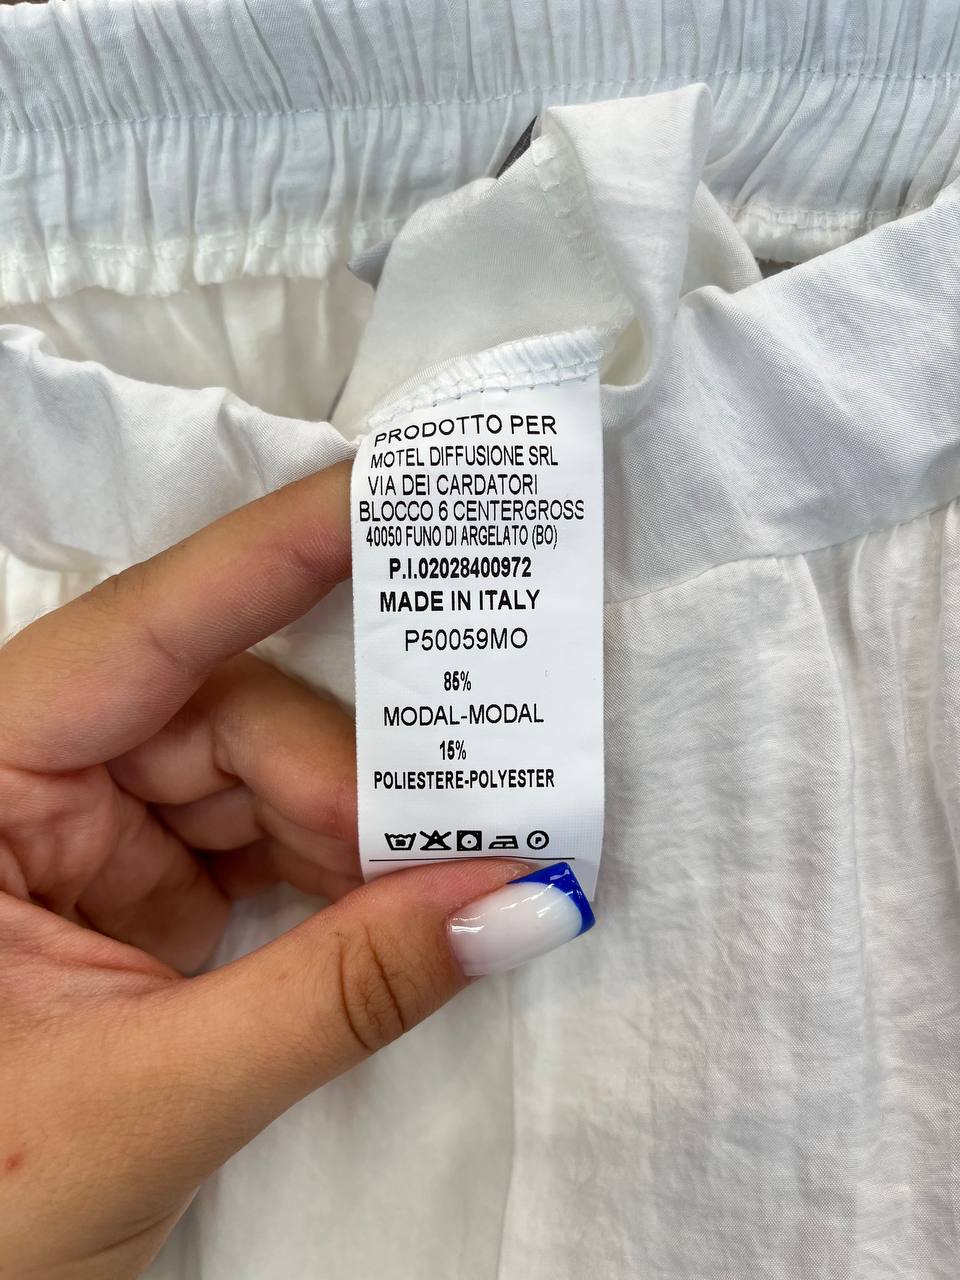 PRODOTTO PER
MOTEL DIFFUSIONE SRL
VIA DEI CARDATORI
BLOCCO 6 CENTERGROSS
40050 FUNO DI ARGELATO (BO)
P.I.02028400972
MADE IN ITALY
P50059MO
85%
MODAL-MODAL
15%
POLIESTERE-POLYESTER
P